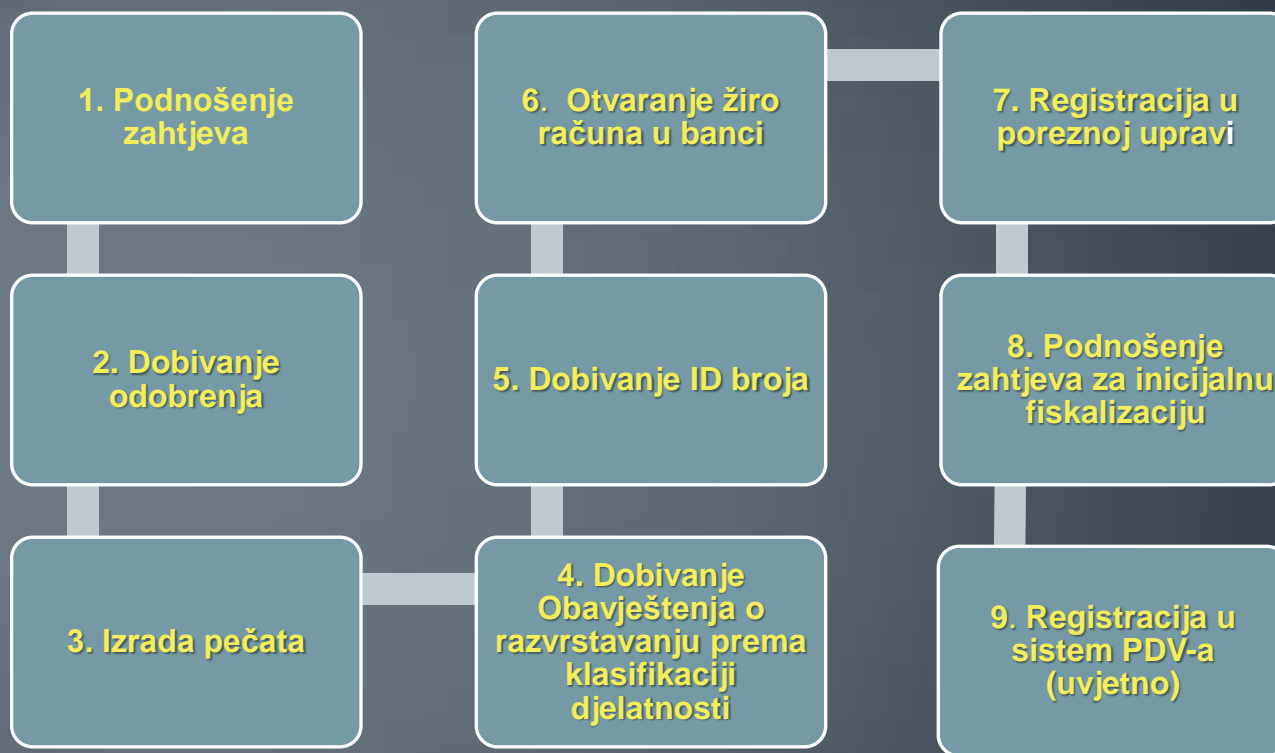 1. Podnošenje
zahtjeva
2. Dobivanje
odobrenja
3. Izrada pečata
4. Dobivanje
Obavještenja o
razvrstavanju prema
klasifikaciji
djelatnosti
5. Dobivanje ID broja
6. Otvaranje žiro
računa u banci
7. Registracija u
poreznoj upravi
8. Podnošenje
zahtjeva za inicijalnu
fiskalizaciju
9. Registracija u
sistem PDV-a
(uvjetno)